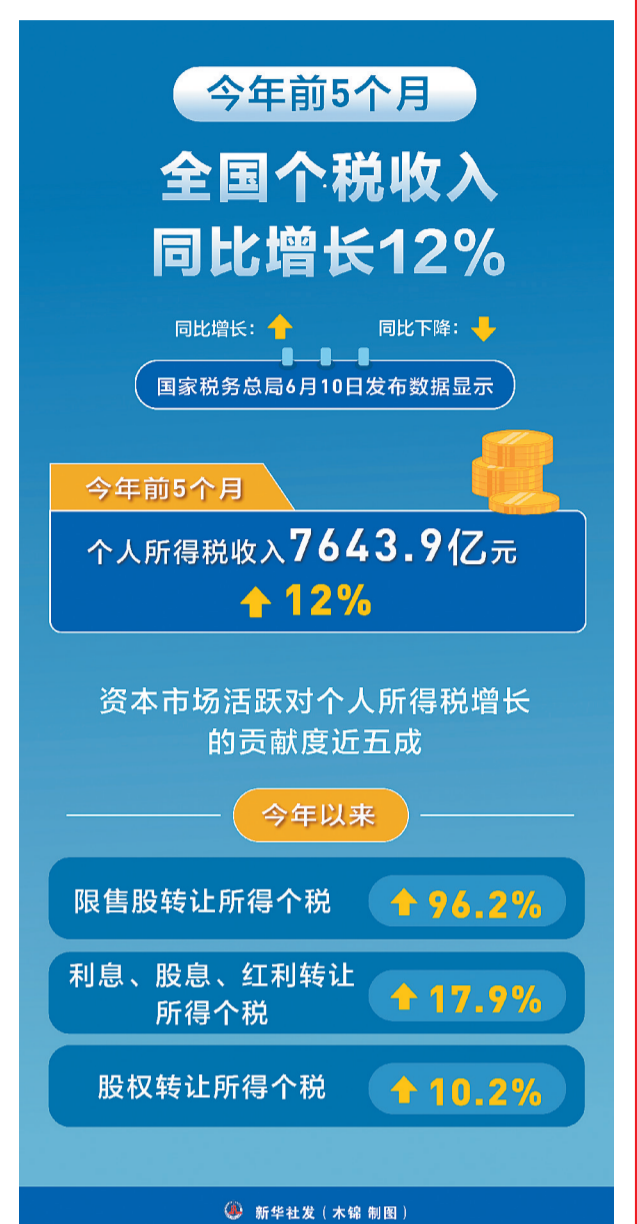 今年前5个月
全国个税收入
同比增长12%
同比增长: 同比下降:
国家税务总局6月10日发布数据显示
今年前5个月
个人所得税收入7643.9亿元
12%
资本市场活跃对个人所得税增长
的贡献度近五成
今年以来
限售股转让所得个税 96.2%
利息、股息、红利转让
所得个税 17.9%
股权转让所得个税 10.2%
新华社发(木锦 制图)